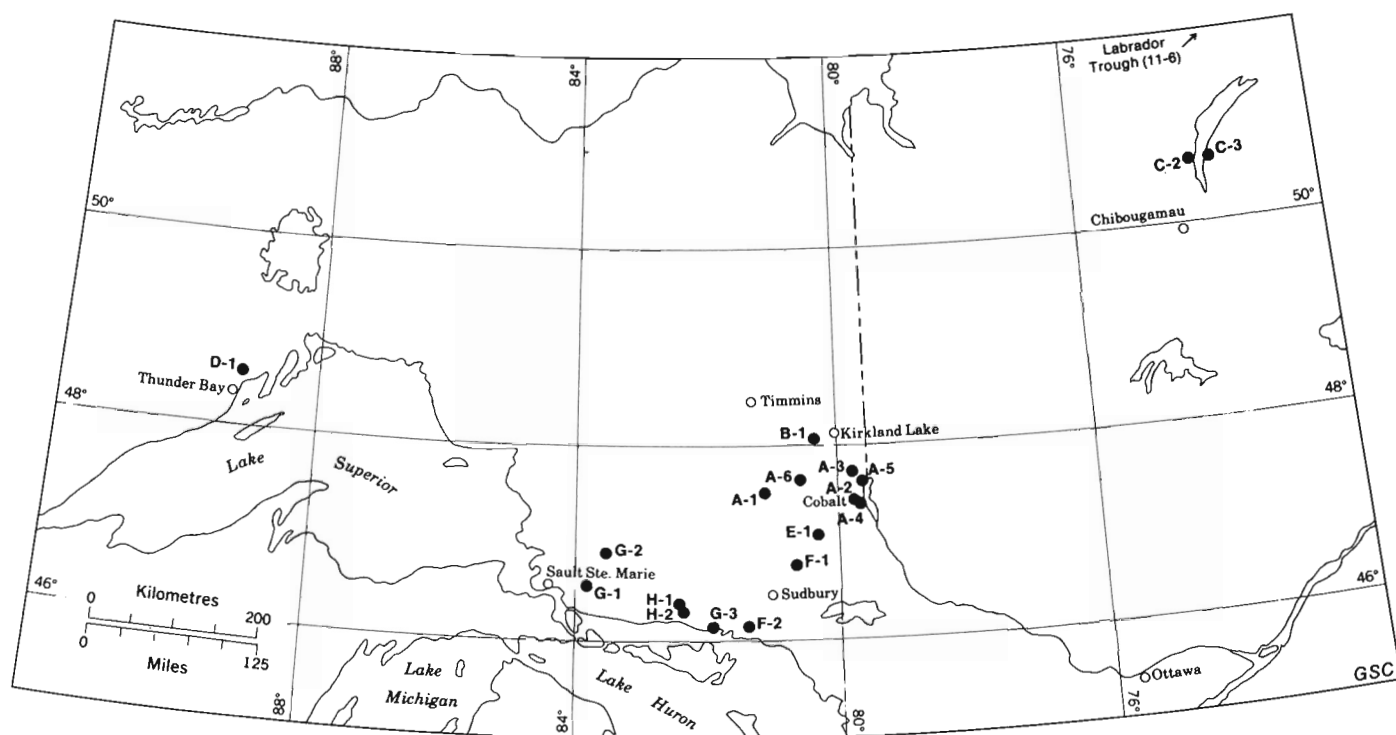 88°
84°
80°
76°
Labrador
Trough (11-6)
C-2
C-3
50°
50°
Chibougamau
D-1
Thunder Bay
48°
48°
Timmins
B-1
Kirkland Lake
Lake
Superior
A-3
A-5
A-6
A-2
A-1
Cobalt
A-4
E-1
G-2
F-1
Sault Ste. Marie
G-1
Sudbury
46°
46°
H-1
H-2
G-3
F-2
0
Kilometres
200
0
Miles
125
Lake
Michigan
Lake
Huron
Ottawa
GSC
88°
84°
80°
76°